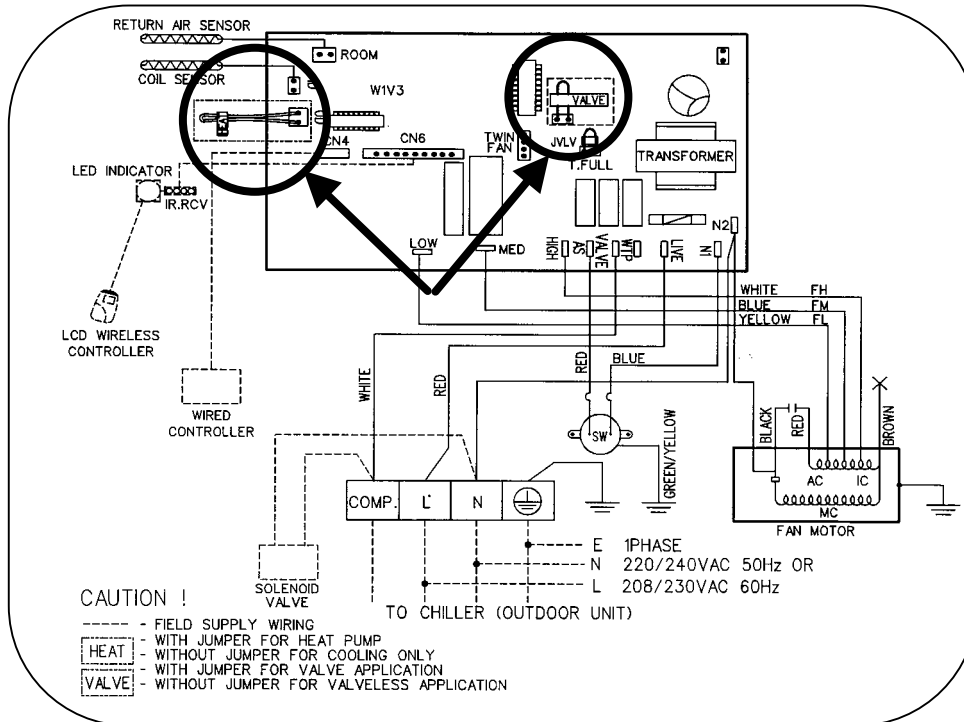 RETURN AIR SENSOR
ROOM
COIL SENSOR
W1V3
VALVE
CN4
CN6
TWIN
FAN
JVLV
T.FULL
TRANSFORMER
LED INDICATOR
IR.RCV
LOW
MED
HIGH
AS
VALVE
WTP
LIVE
N1
N2
WHITE FH
BLUE FM
YELLOW FL
LCD WIRELESS
CONTROLLER
WIRED
CONTROLLER
WHITE
RED
RED
BLUE
SW
GREEN/YELLOW
BLACK
RED
BROWN
AC
IC
MC
FAN MOTOR
COMP.
L
N
SOLENOID
VALVE
E 1PHASE
N 220/240VAC 50Hz OR
L 208/230VAC 60Hz
TO CHILLER (OUTDOOR UNIT)
CAUTION !
- FIELD SUPPLY WIRING
HEAT
- WITH JUMPER FOR HEAT PUMP
- WITHOUT JUMPER FOR COOLING ONLY
VALVE
- WITH JUMPER FOR VALVE APPLICATION
- WITHOUT JUMPER FOR VALVELESS APPLICATION